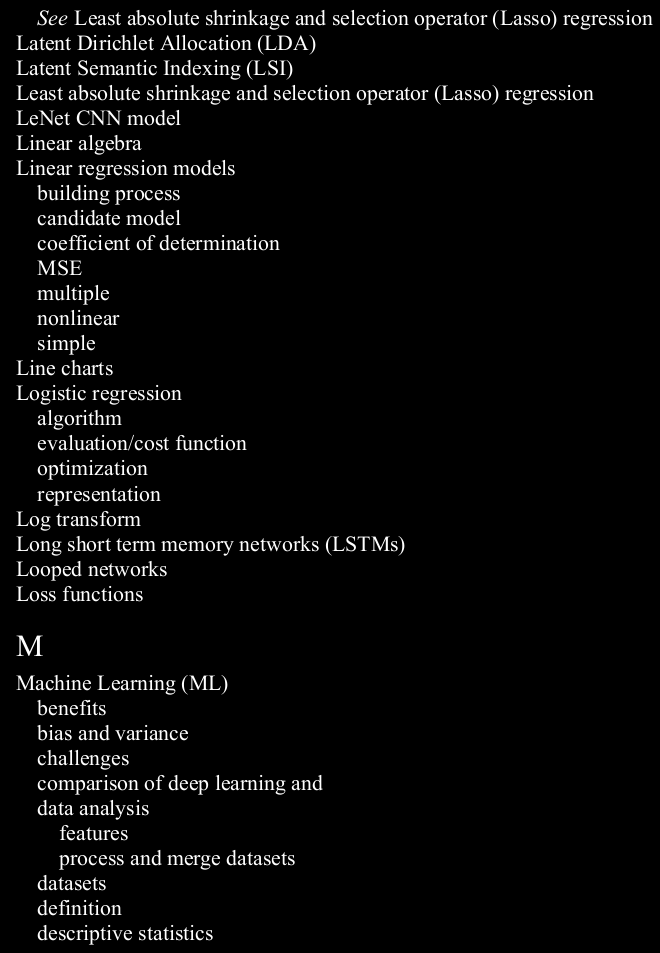 See Least absolute shrinkage and selection operator (Lasso) regression
Latent Dirichlet Allocation (LDA)
Latent Semantic Indexing (LSI)
Least absolute shrinkage and selection operator (Lasso) regression
LeNet CNN model
Linear algebra
Linear regression models
building process
candidate model
coefficient of determination
MSE
multiple
nonlinear
simple
Line charts
Logistic regression
algorithm
evaluation/cost function
optimization
representation
Log transform
Long short term memory networks (LSTMs)
Looped networks
Loss functions
M
Machine Learning (ML)
benefits
bias and variance
challenges
comparison of deep learning and
data analysis
features
process and merge datasets
datasets
definition
descriptive statistics